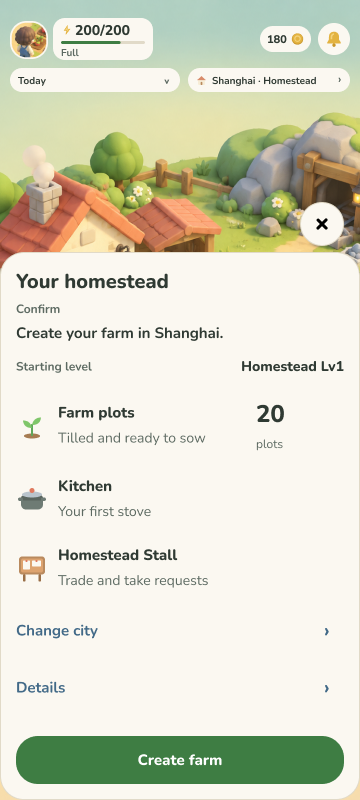 200/200
Full
180
Today
Shanghai · Homestead
Your homestead
Confirm
Create your farm in Shanghai.
Starting level Homestead Lv1
Farm plots 20
Tilled and ready to sow plots
Kitchen
Your first stove
Homestead Stall
Trade and take requests
Change city
Details
Create farm